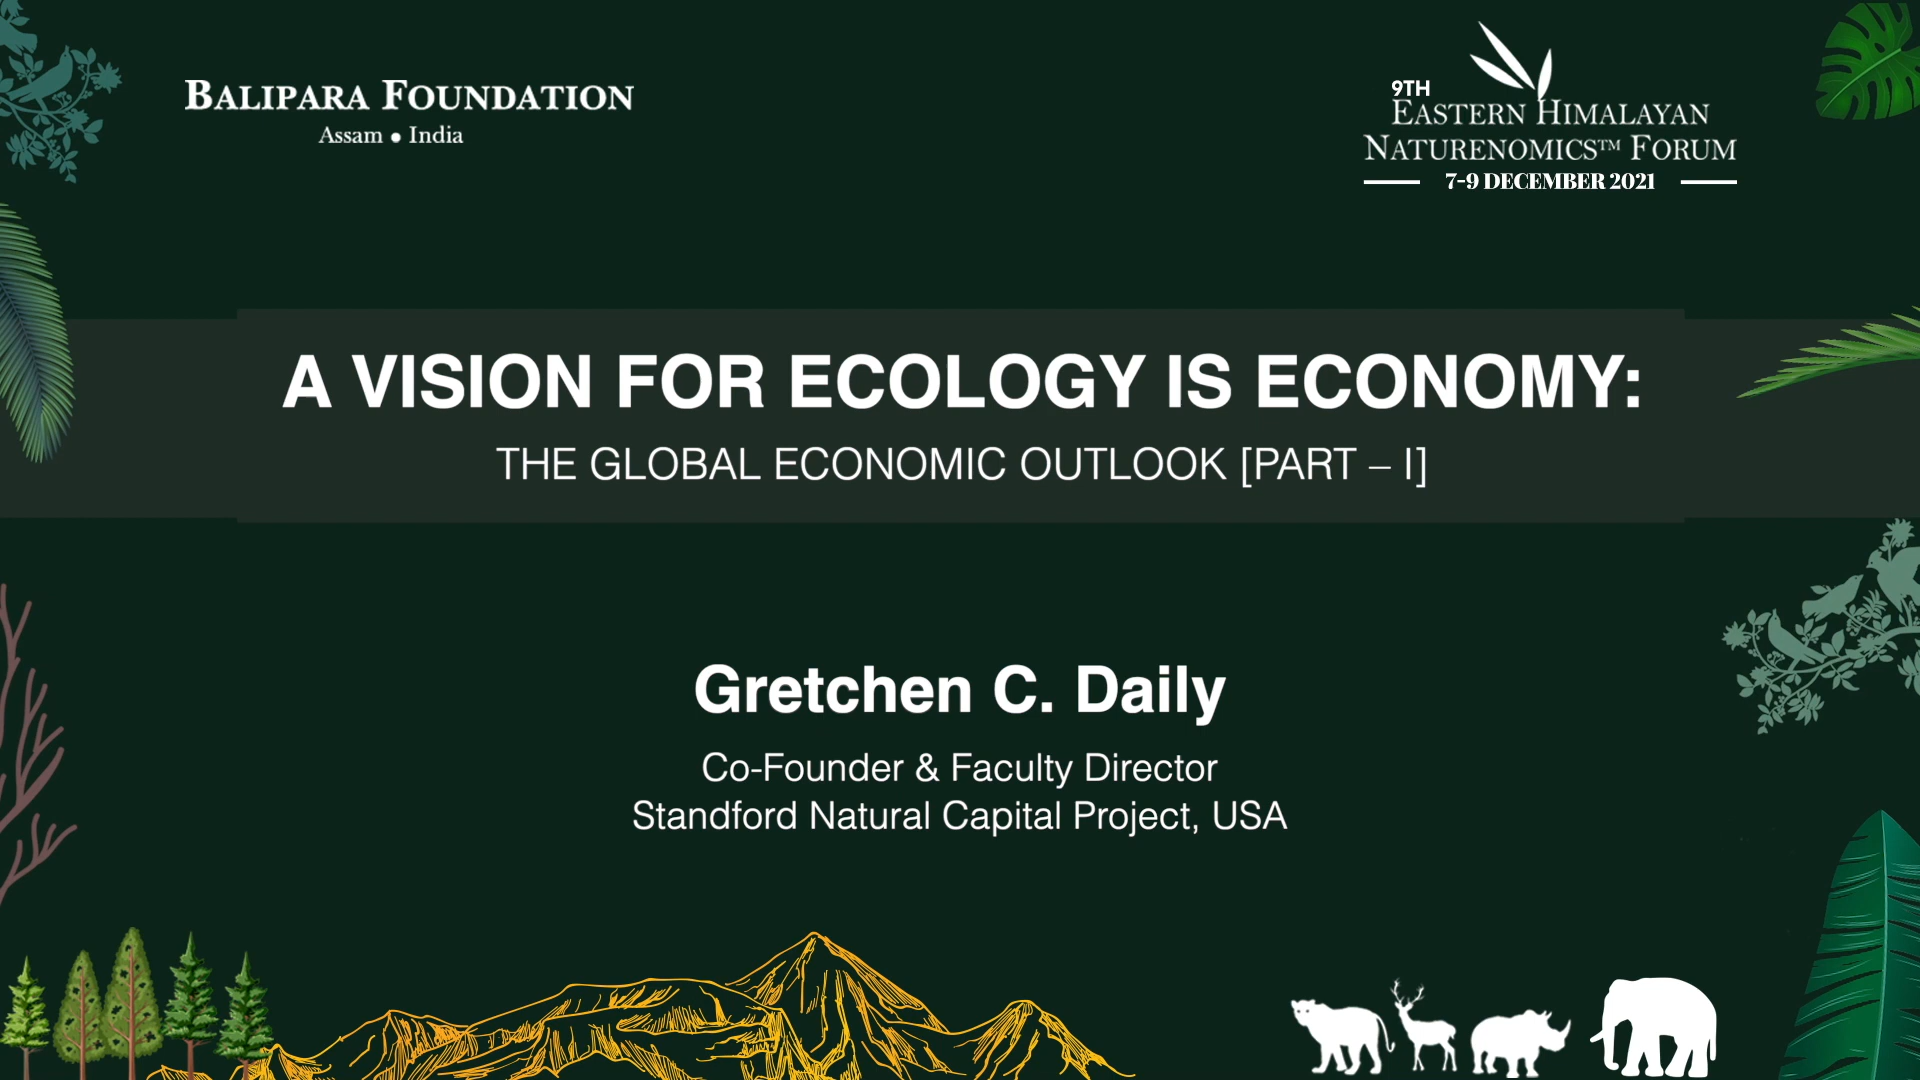 BALIPARA FOUNDATION
Assam • India
9TH
EASTERN HIMALAYAN
NATURENOMICS™ FORUM
7-9 DECEMBER 2021
A VISION FOR ECOLOGY IS ECONOMY:
THE GLOBAL ECONOMIC OUTLOOK [PART – I]
Gretchen C. Daily
Co-Founder & Faculty Director
Standford Natural Capital Project, USA